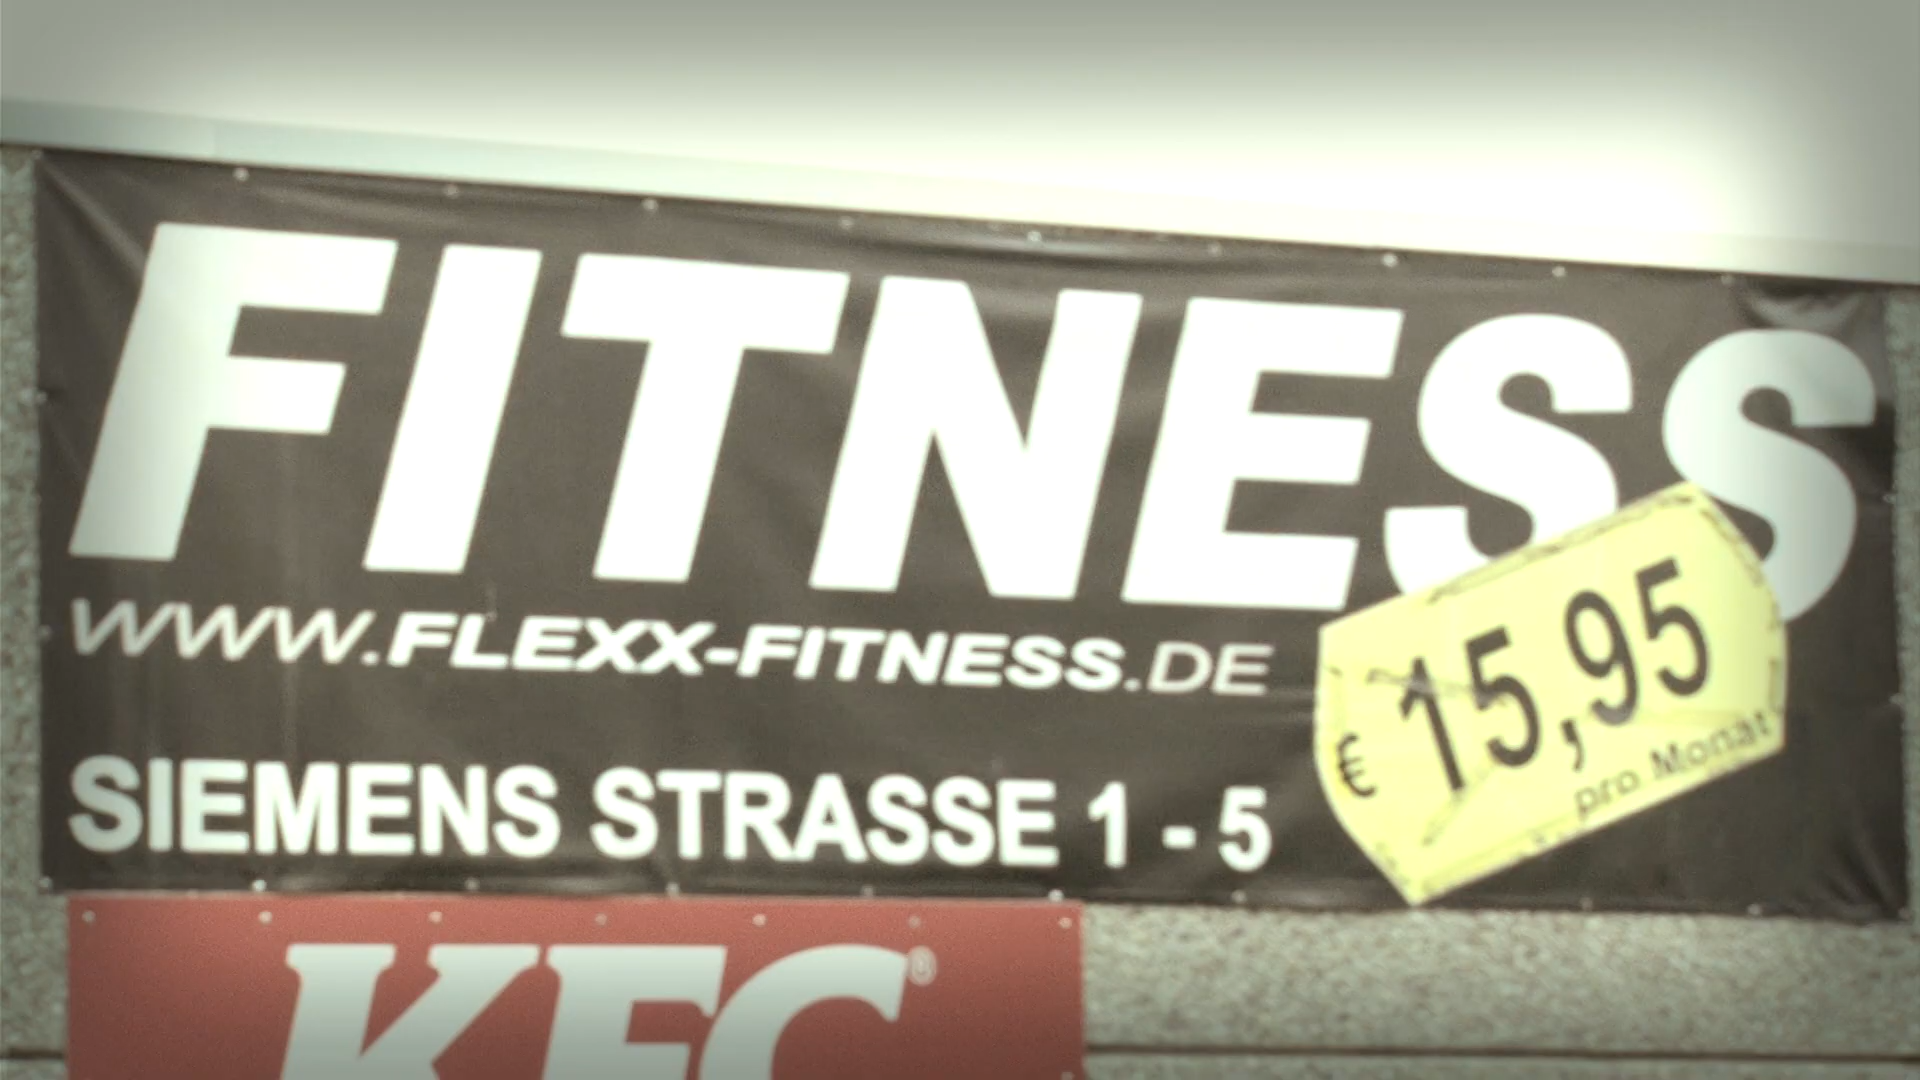 FITNESS
WWW.FLEXX-FITNESS.DE
€ 15,95
pro Monat
SIEMENS STRASSE 1 - 5
KFC®